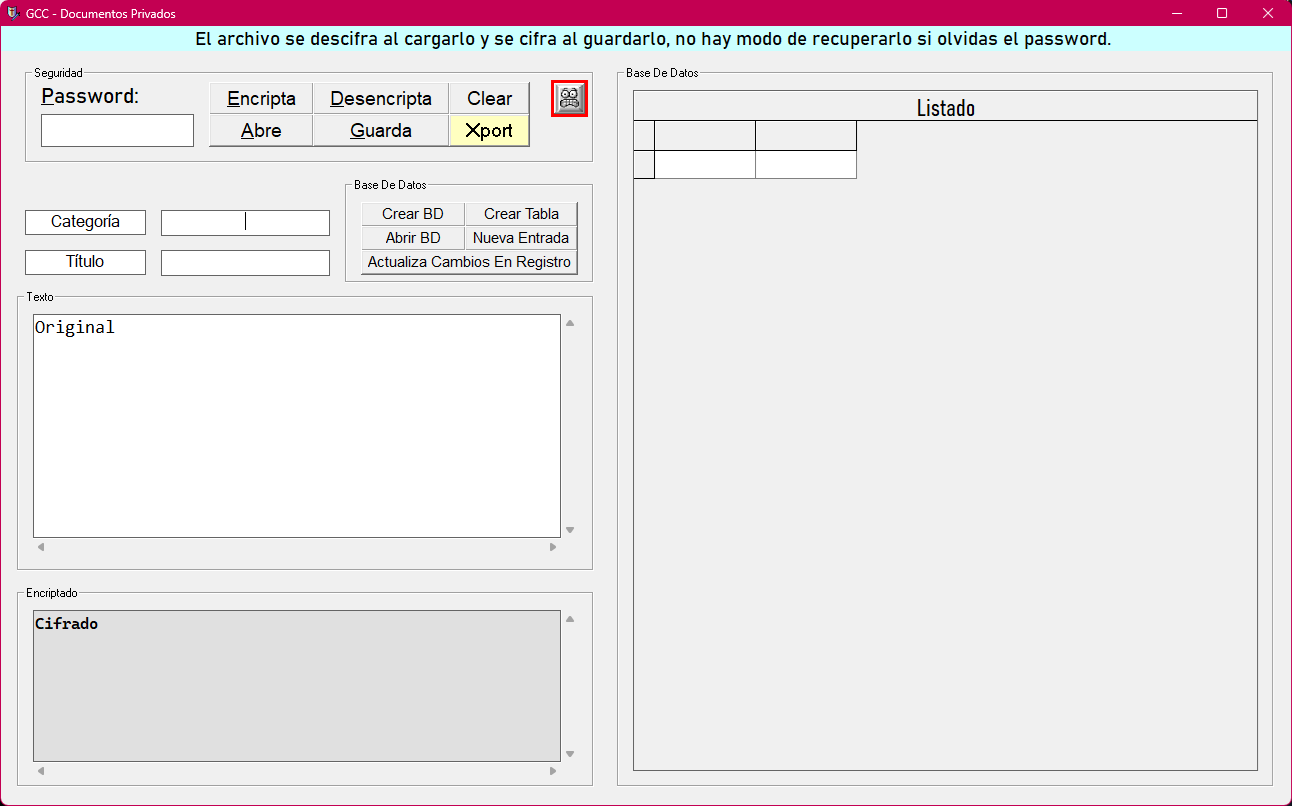 GCC - Documentos Privados
El archivo se descifra al cargarlo y se cifra al guardarlo, no hay modo de recuperarlo si olvidas el password.
Seguridad
Password:
Encripta Desencripta Clear
Abre Guarda Xport
Base De Datos
Crear BD Crear Tabla
Abrir BD Nueva Entrada
Actualiza Cambios En Registro
Categoría
Título
Texto
Original
Encriptado
Cifrado
Base De Datos
Listado